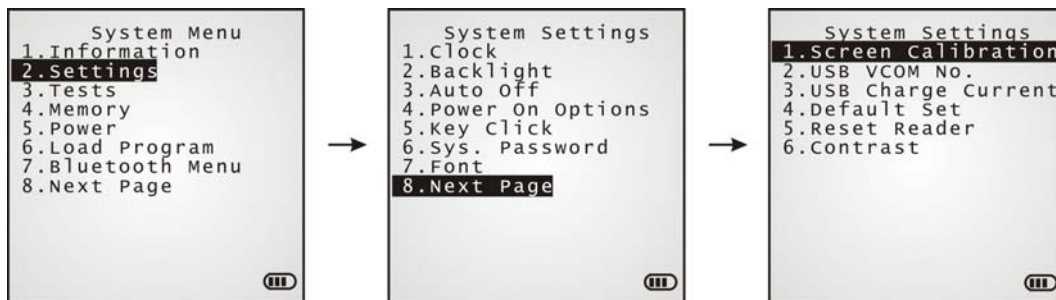 System Menu
1.Information
2.Settings
3.Tests
4.Memory
5.Power
6.Load Program
7.Bluetooth Menu
8.Next Page
System Settings
1.Clock
2.Backlight
3.Auto Off
4.Power On Options
5.Key Click
6.Sys. Password
7.Font
8.Next Page
System Settings
1.Screen Calibration
2.USB VCOM No.
3.USB Charge Current
4.Default Set
5.Reset Reader
6.Contrast